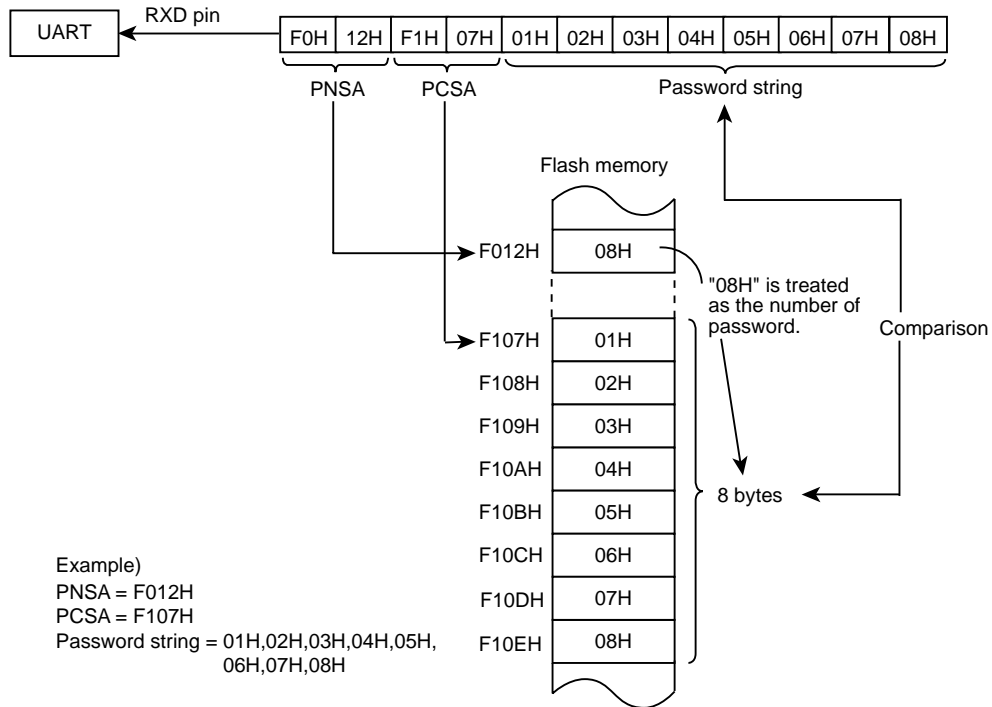 RXD pin
UART
F0H 12H F1H 07H 01H 02H 03H 04H 05H 06H 07H 08H
PNSA PCSA Password string
Flash memory
F012H 08H
"08H" is treated
as the number of
password.
Comparison
F107H 01H
F108H 02H
F109H 03H
F10AH 04H
8 bytes
F10BH 05H
F10CH 06H
F10DH 07H
F10EH 08H
Example)
PNSA = F012H
PCSA = F107H
Password string = 01H,02H,03H,04H,05H,
06H,07H,08H